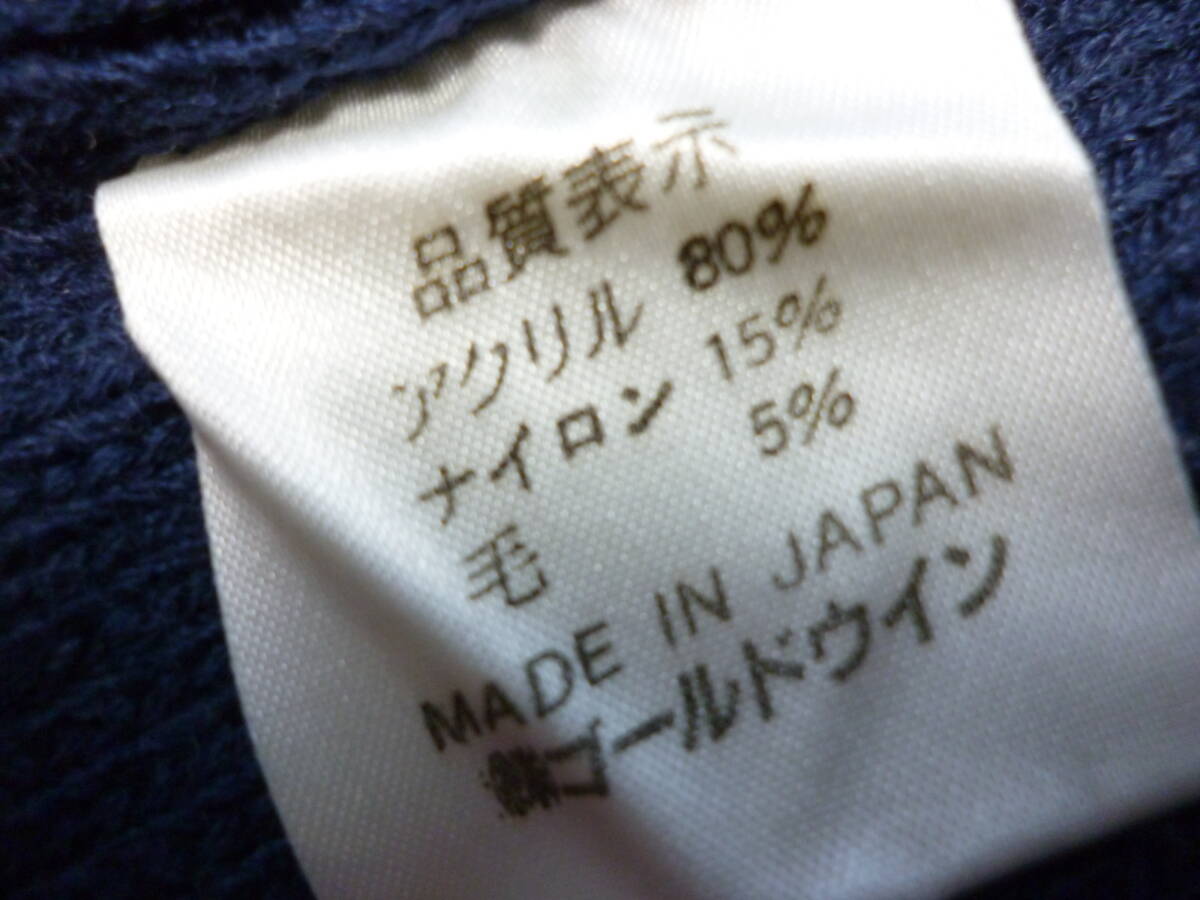 品質表示
アクリル 80%
ナイロン 15%
毛 5%
MADE IN JAPAN
㈱ゴールドウイン